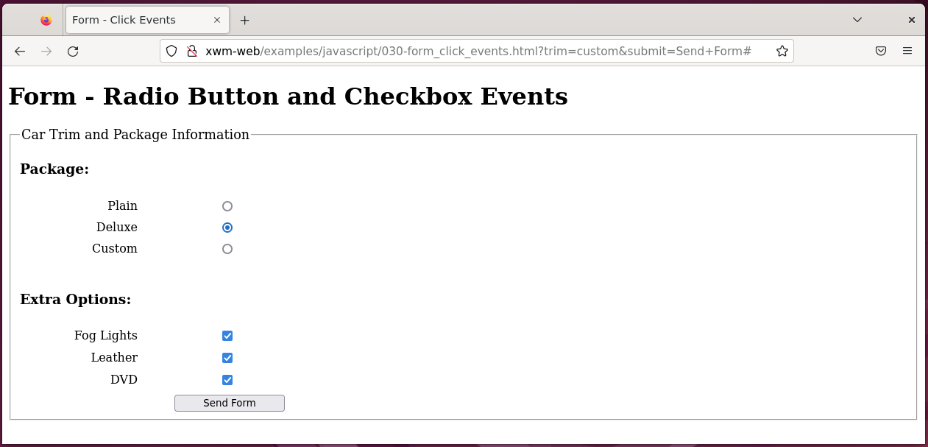 Form - Click Events
xwm-web/examples/javascript/030-form_click_events.html?trim=custom&submit=Send+Form#
Form - Radio Button and Checkbox Events
Car Trim and Package Information
Package:
Plain
Deluxe
Custom
Extra Options:
Fog Lights
Leather
DVD
Send Form